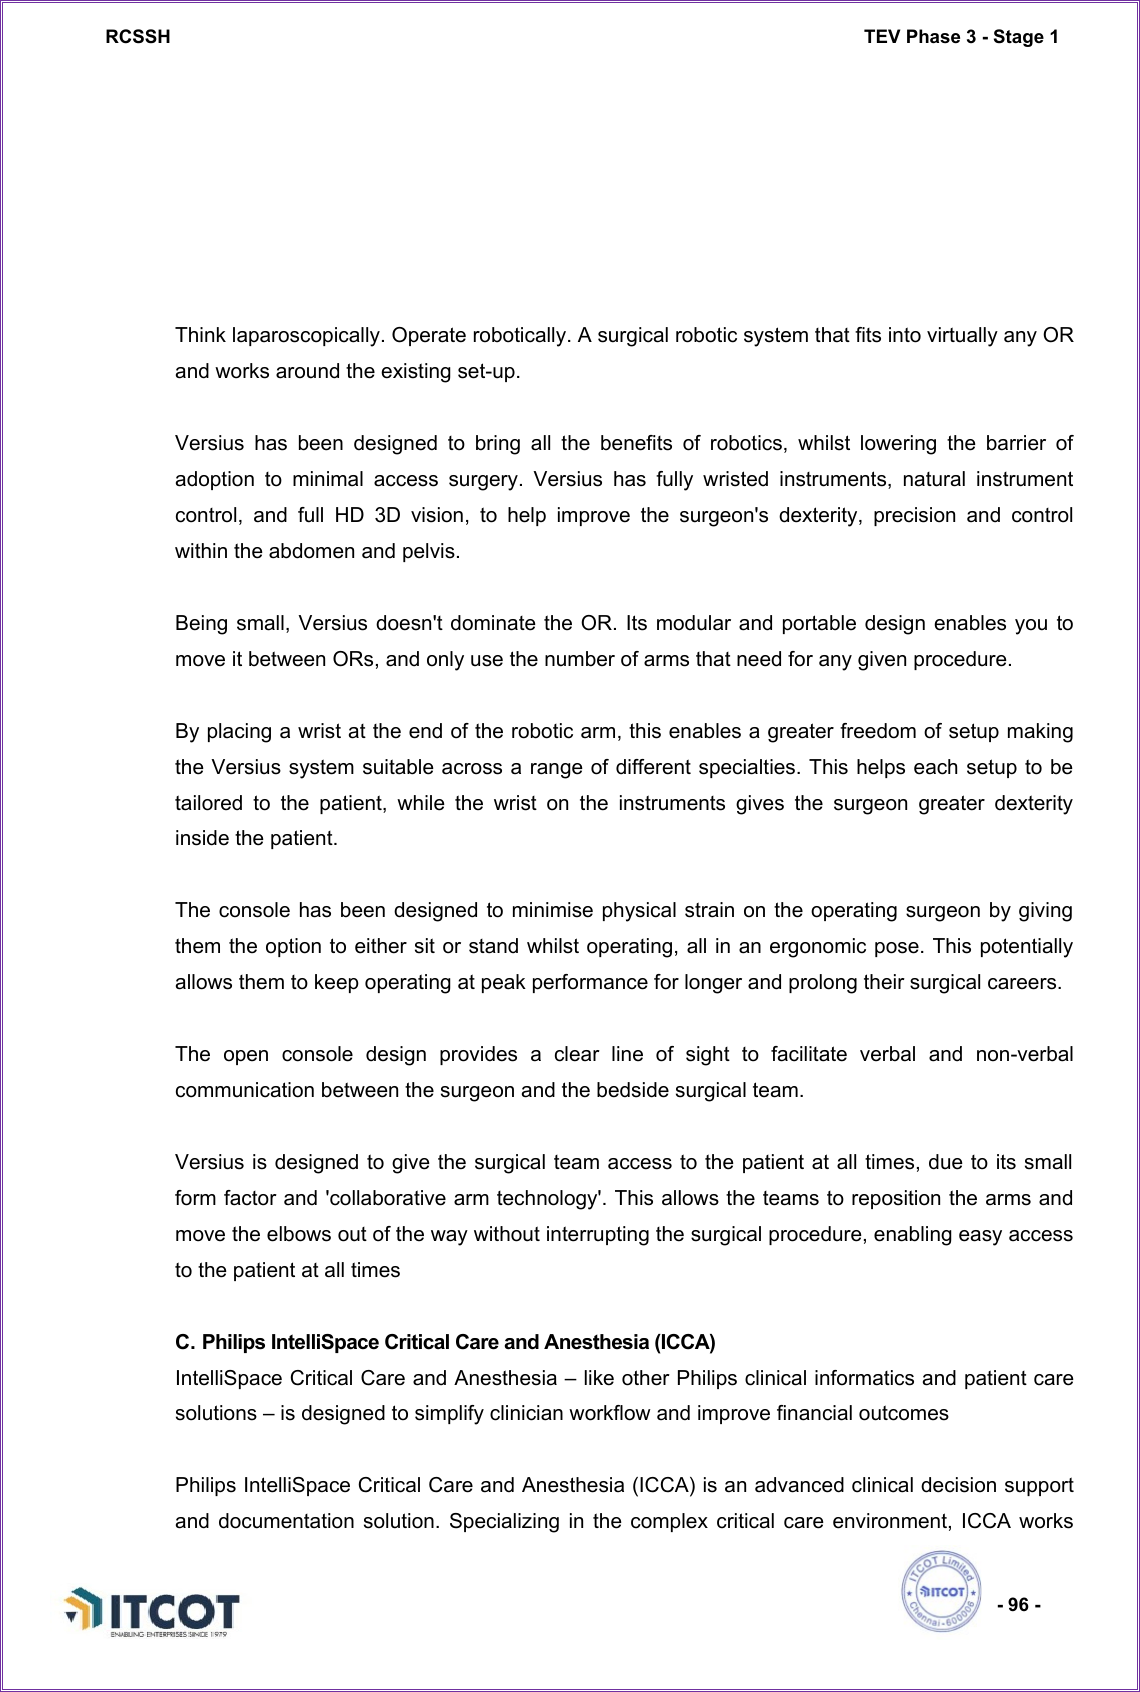 RCSSH TEV Phase 3 - Stage 1
Think laparoscopically. Operate robotically. A surgical robotic system that fits into virtually any OR
and works around the existing set-up.
Versius has been designed to bring all the benefits of robotics, whilst lowering the barrier of
adoption to minimal access surgery. Versius has fully wristed instruments, natural instrument
control, and full HD 3D vision, to help improve the surgeon's dexterity, precision and control
within the abdomen and pelvis.
Being small, Versius doesn't dominate the OR. Its modular and portable design enables you to
move it between ORs, and only use the number of arms that need for any given procedure.
By placing a wrist at the end of the robotic arm, this enables a greater freedom of setup making
the Versius system suitable across a range of different specialties. This helps each setup to be
tailored to the patient, while the wrist on the instruments gives the surgeon greater dexterity
inside the patient.
The console has been designed to minimise physical strain on the operating surgeon by giving
them the option to either sit or stand whilst operating, all in an ergonomic pose. This potentially
allows them to keep operating at peak performance for longer and prolong their surgical careers.
The open console design provides a clear line of sight to facilitate verbal and non-verbal
communication between the surgeon and the bedside surgical team.
Versius is designed to give the surgical team access to the patient at all times, due to its small
form factor and 'collaborative arm technology'. This allows the teams to reposition the arms and
move the elbows out of the way without interrupting the surgical procedure, enabling easy access
to the patient at all times
C. Philips IntelliSpace Critical Care and Anesthesia (ICCA)
IntelliSpace Critical Care and Anesthesia – like other Philips clinical informatics and patient care
solutions – is designed to simplify clinician workflow and improve financial outcomes
Philips IntelliSpace Critical Care and Anesthesia (ICCA) is an advanced clinical decision support
and documentation solution. Specializing in the complex critical care environment, ICCA works
ITCOT
ENABLING ENTERPRISES SINCE 1979
ITCOT Limited
ITCOT
Chennai-600006
- 96 -